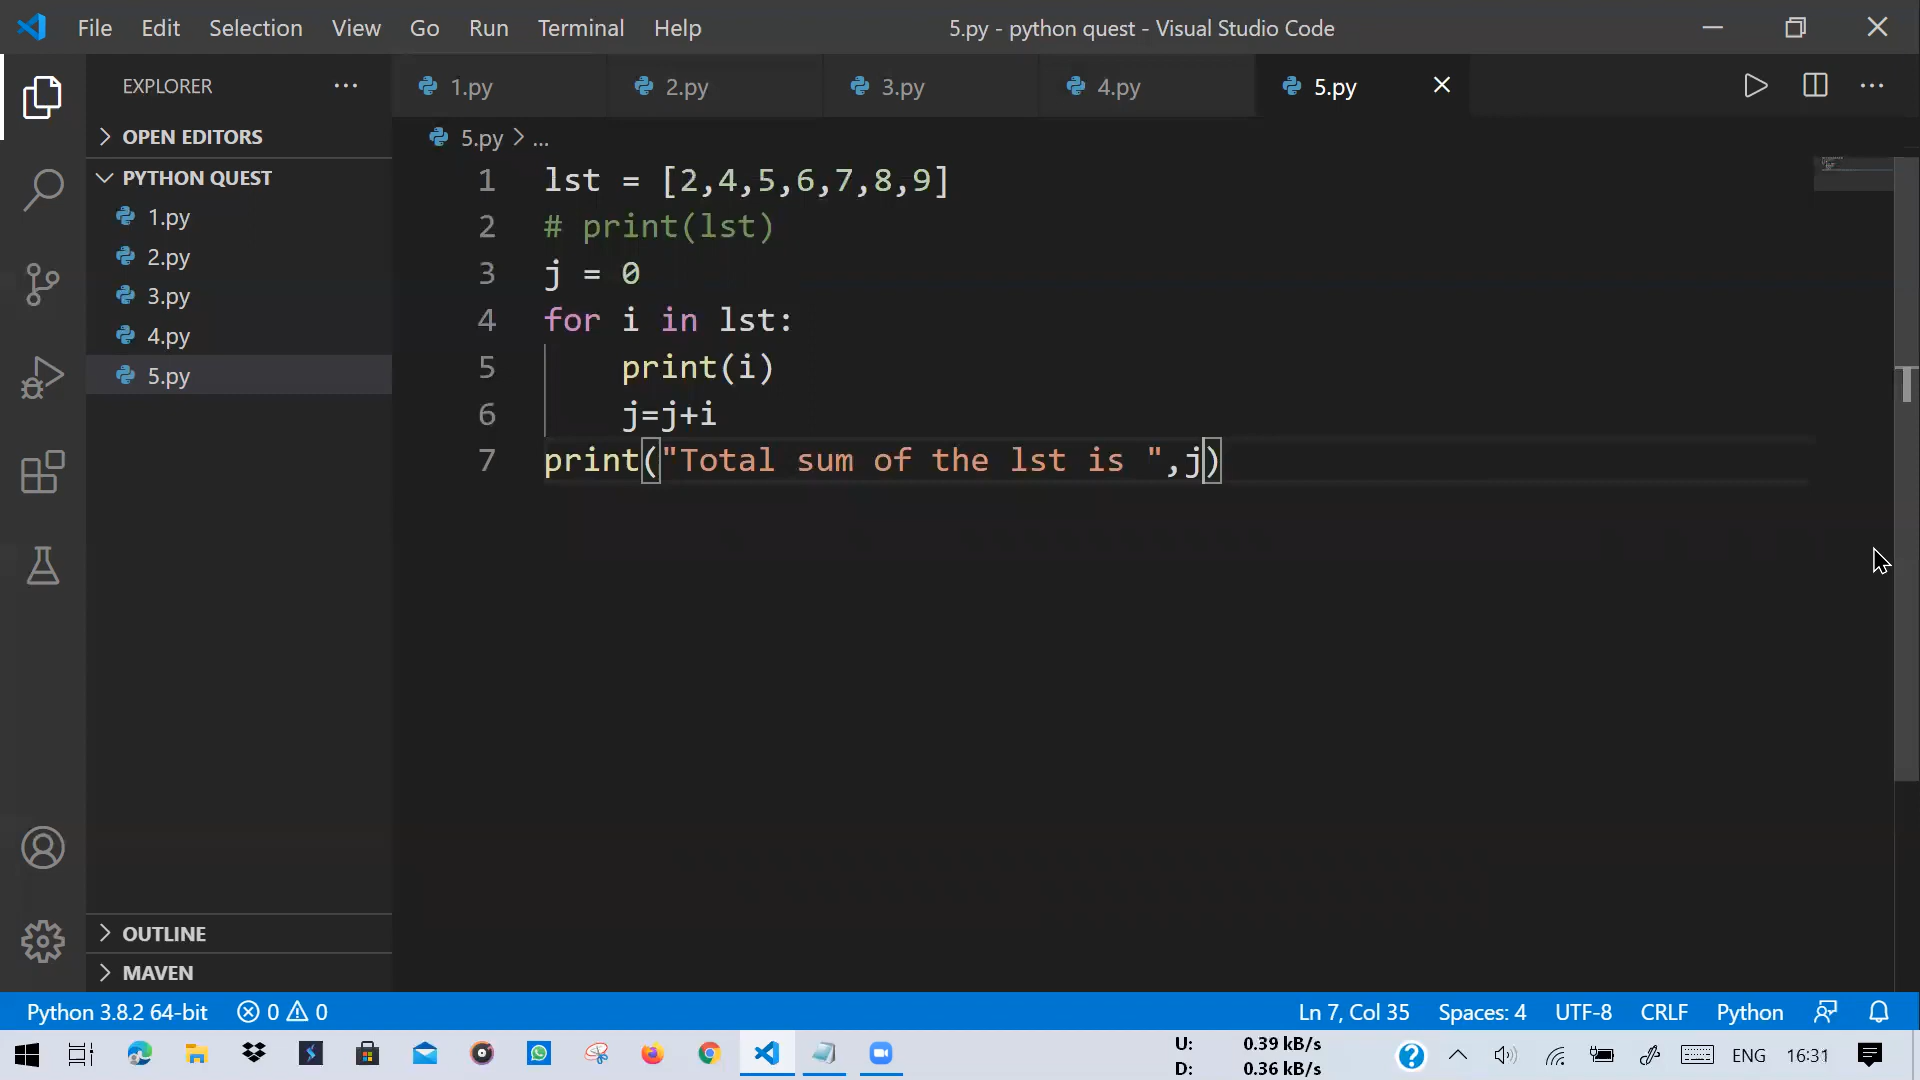 File Edit Selection View Go Run Terminal Help 5.py - python quest - Visual Studio Code
EXPLORER
1.py 2.py 3.py 4.py 5.py
OPEN EDITORS
5.py > ...
PYTHON QUEST
1.py
2.py
3.py
4.py
5.py
1 lst = [2,4,5,6,7,8,9]
2 # print(lst)
3 j = 0
4 for i in lst:
5 print(i)
6 j=j+i
7 print("Total sum of the lst is ",j)
OUTLINE
MAVEN
Python 3.8.2 64-bit 0 0 Ln 7, Col 35 Spaces: 4 UTF-8 CRLF Python
U: 0.39 kB/s
D: 0.36 kB/s
ENG 16:31